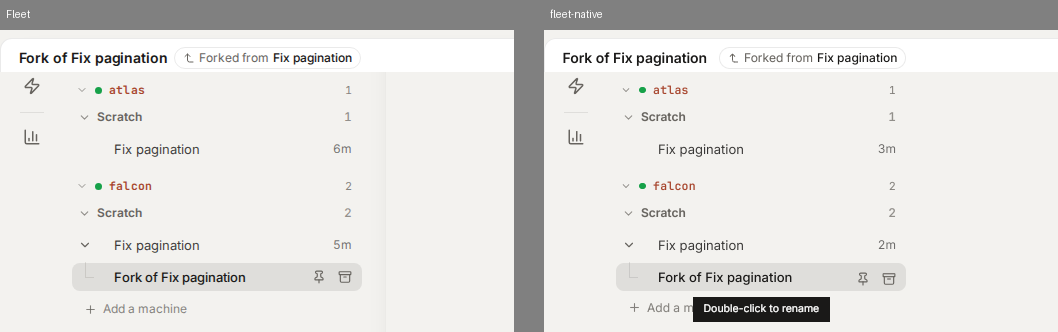 Fleet
Fork of Fix pagination Forked from Fix pagination
atlas 1
Scratch 1
Fix pagination 6m
falcon 2
Scratch 2
Fix pagination 5m
Fork of Fix pagination
Add a machine
fleet-native
Fork of Fix pagination Forked from Fix pagination
atlas 1
Scratch 1
Fix pagination 3m
falcon 2
Scratch 2
Fix pagination 2m
Fork of Fix pagination
Add a m
Double-click to rename